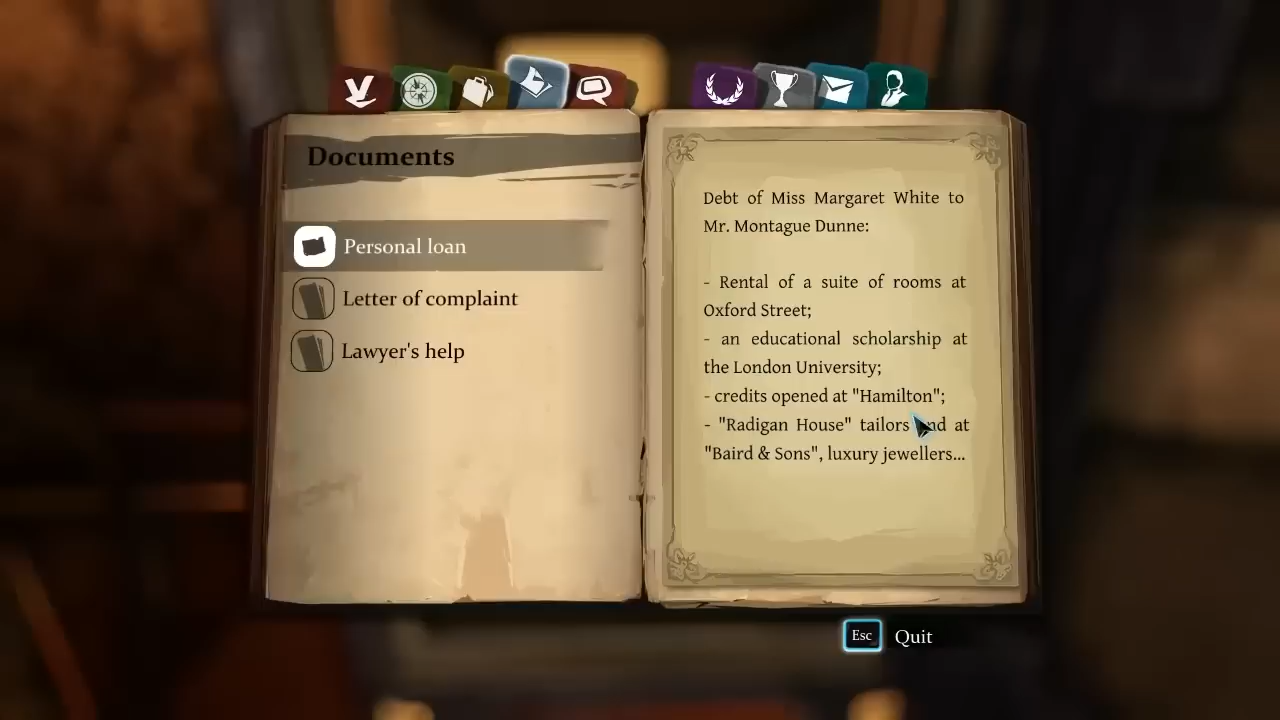 Documents
Personal loan
Letter of complaint
Lawyer's help
Debt of Miss Margaret White to
Mr. Montague Dunne:
- Rental of a suite of rooms at
Oxford Street;
- an educational scholarship at
the London University;
- credits opened at "Hamilton";
- "Radigan House" tailors and at
"Baird & Sons", luxury jewellers...
Esc Quit